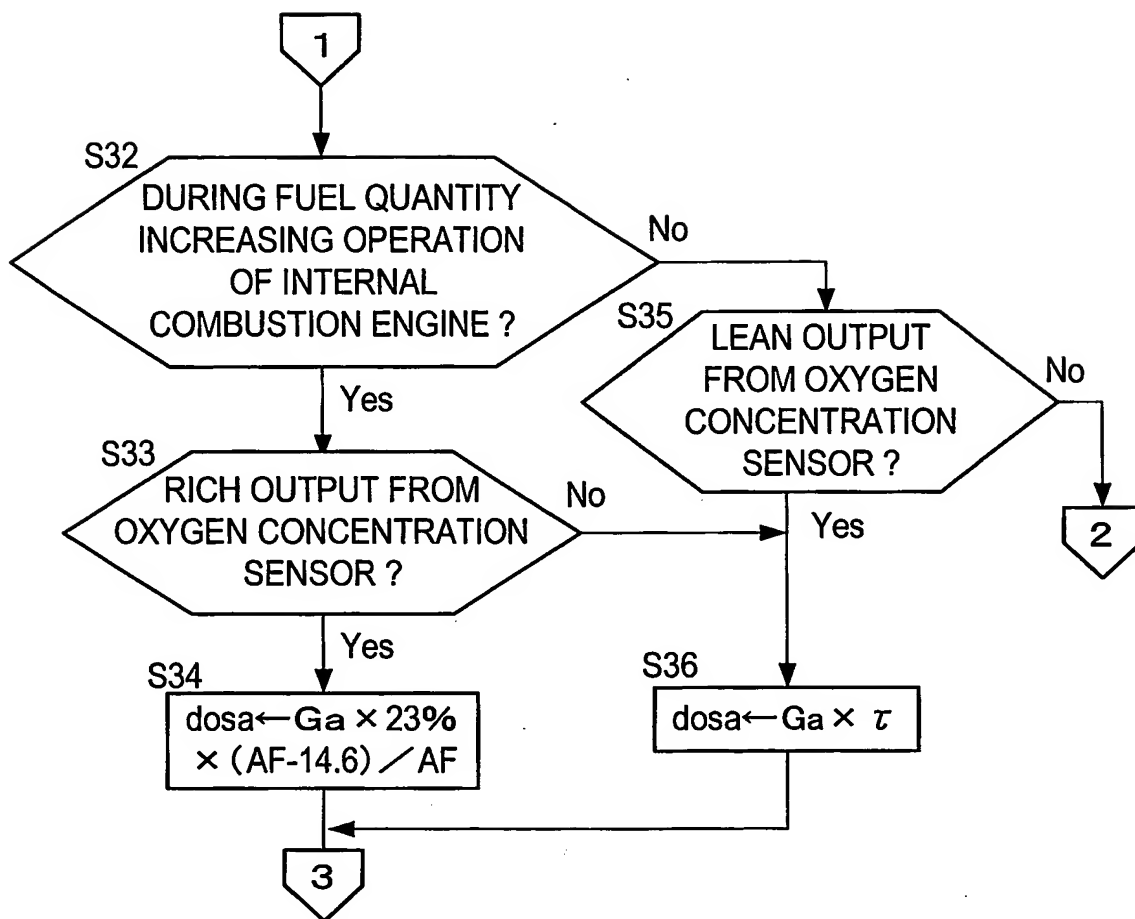 1
S32
DURING FUEL QUANTITY
INCREASING OPERATION
OF INTERNAL
COMBUSTION ENGINE ?
No
Yes
S35
LEAN OUTPUT
FROM OXYGEN
CONCENTRATION
SENSOR ?
No
Yes
2
S33
RICH OUTPUT FROM
OXYGEN CONCENTRATION
SENSOR ?
No
Yes
S34
dosa←Ga × 23%
× (AF-14.6) ／ AF
S36
dosa←Ga × τ
3